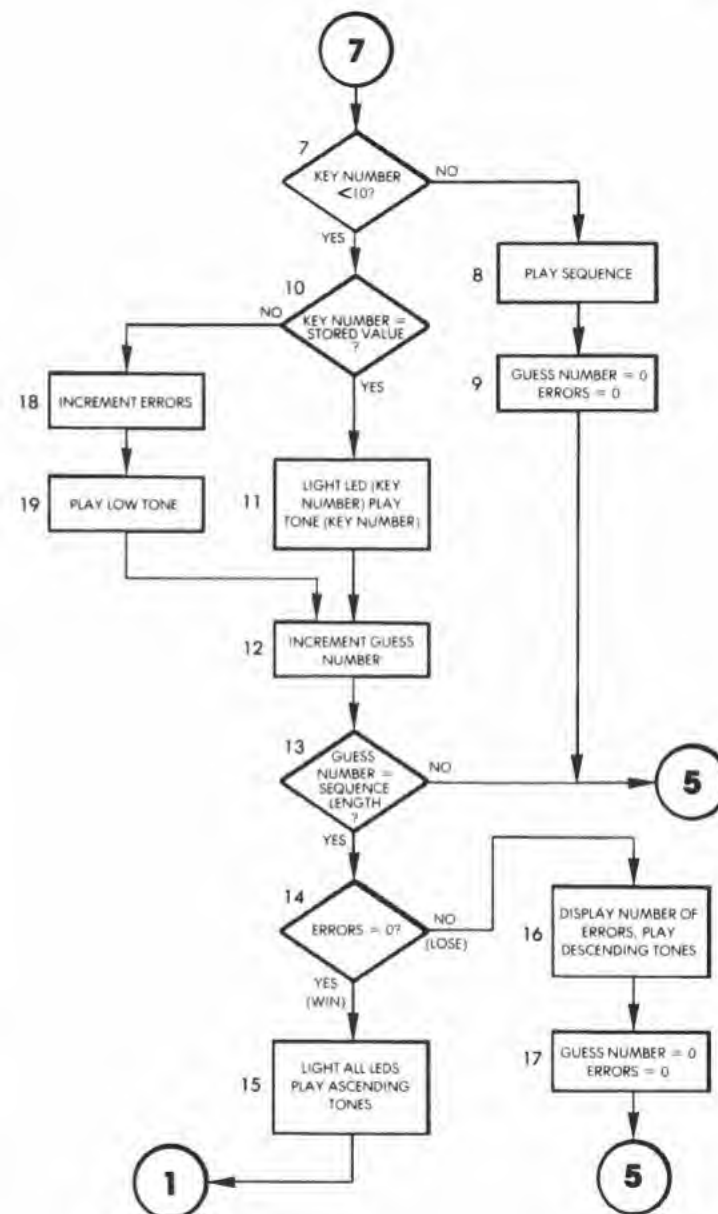 7
7
KEY NUMBER
<10?
NO
YES
8
PLAY SEQUENCE
10
KEY NUMBER =
STORED VALUE
?
NO
YES
9
GUESS NUMBER = 0
ERRORS = 0
18
INCREMENT ERRORS
11
LIGHT LED (KEY
NUMBER) PLAY
TONE (KEY NUMBER)
19
PLAY LOW TONE
12
INCREMENT GUESS
NUMBER
13
GUESS
NUMBER =
SEQUENCE
LENGTH
?
NO
5
YES
14
ERRORS = 0?
NO
(LOSE)
16
DISPLAY NUMBER OF
ERRORS, PLAY
DESCENDING TONES
YES
(WIN)
15
LIGHT ALL LEDS
PLAY ASCENDING
TONES
17
GUESS NUMBER = 0
ERRORS = 0
1
5